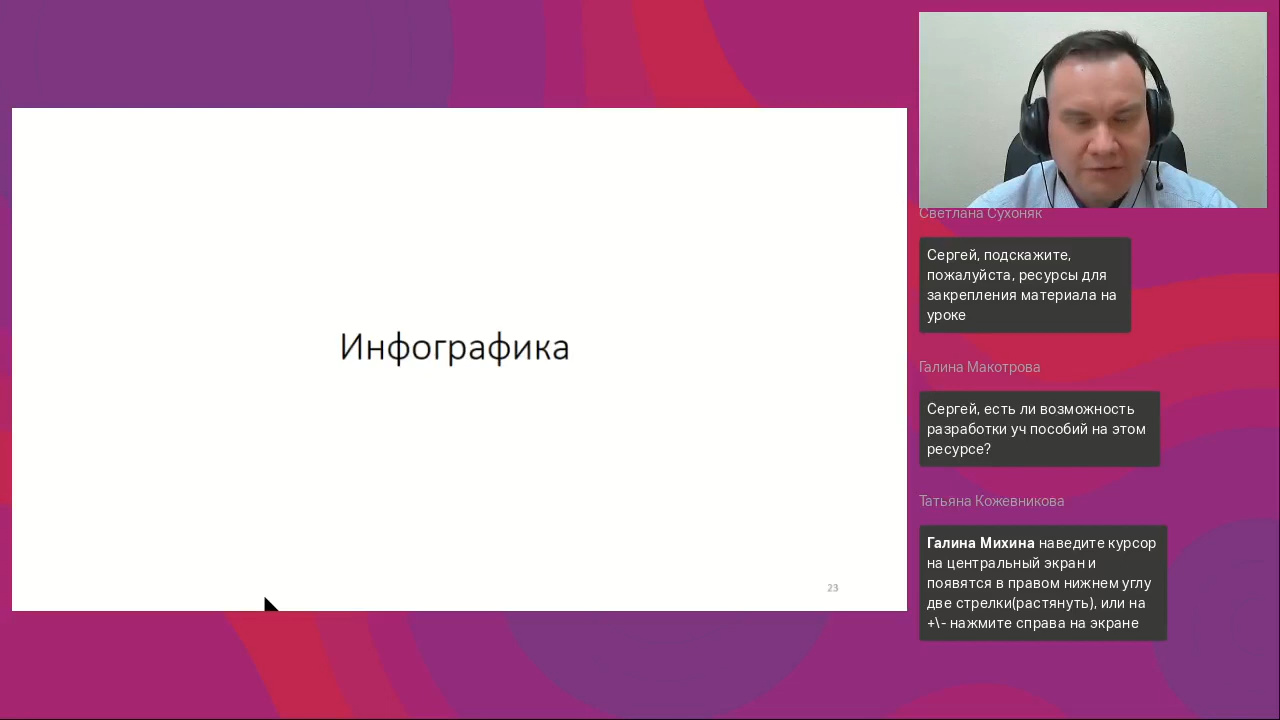 Инфографика
23
Светлана Сухоняк
Сергей, подскажите,
пожалуйста, ресурсы для
закрепления материала на
уроке
Галина Макотрова
Сергей, есть ли возможность
разработки уч пособий на этом
ресурсе?
Татьяна Кожевникова
Галина Михина наведите курсор
на центральный экран и
появятся в правом нижнем углу
две стрелки(растянуть), или на
+\- нажмите справа на экране